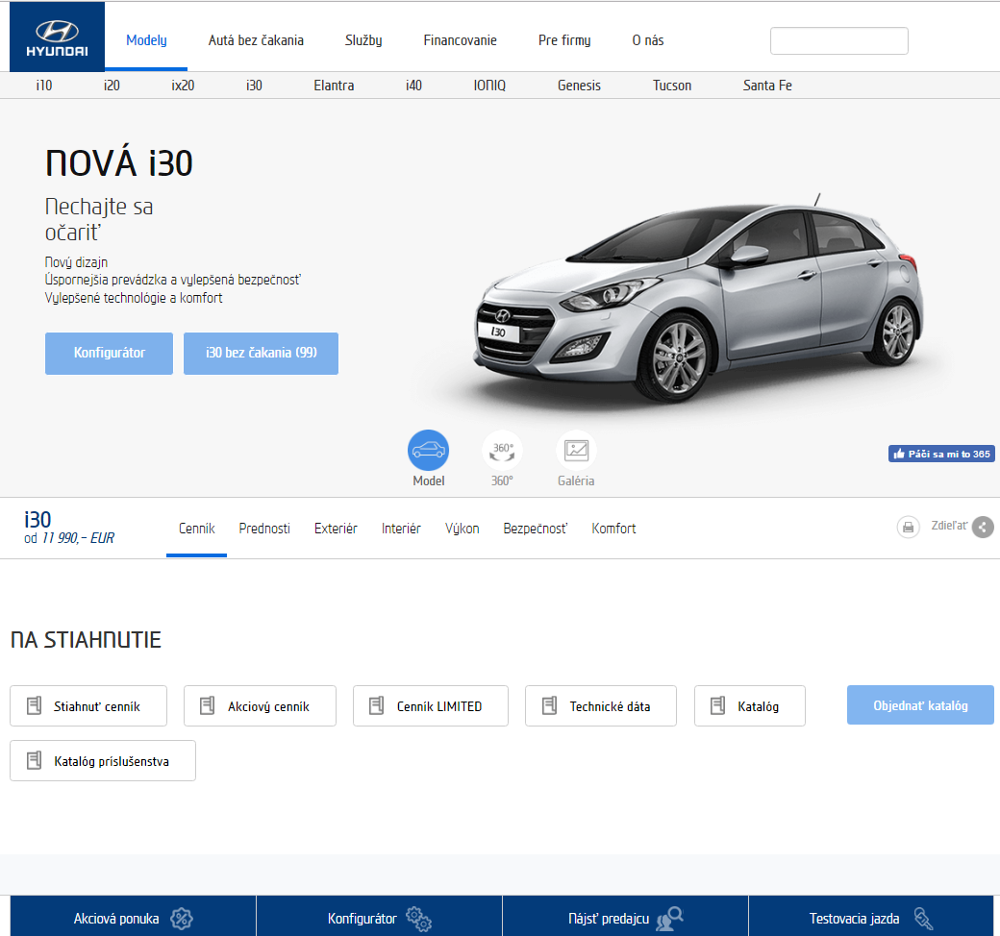 HYUNDAI
Modely
Autá bez čakania
Služby
Financovanie
Pre firmy
O nás
i10
i20
ix20
i30
Elantra
i40
IONIQ
Genesis
Tucson
Santa Fe
NOVÁ i30
Nechajte sa
očariť
Nový dizajn
Úspornejšia prevádzka a vylepšená bezpečnosť
Vylepšené technológie a komfort
Konfigurátor
i30 bez čakania (99)
i30
360°
Model
360°
Galéria
Páči sa mi to 365
i30
od 11 990,- EUR
Cenník
Prednosti
Exteriér
Interiér
Výkon
Bezpečnosť
Komfort
Zdieľať
NA STIAHNUTIE
Stiahnuť cenník
Akciový cenník
Cenník LIMITED
Technické dáta
Katalóg
Objednať katalóg
Katalóg príslušenstva
Akciová ponuka
Konfigurátor
Nájsť predajcu
Testovacia jazda